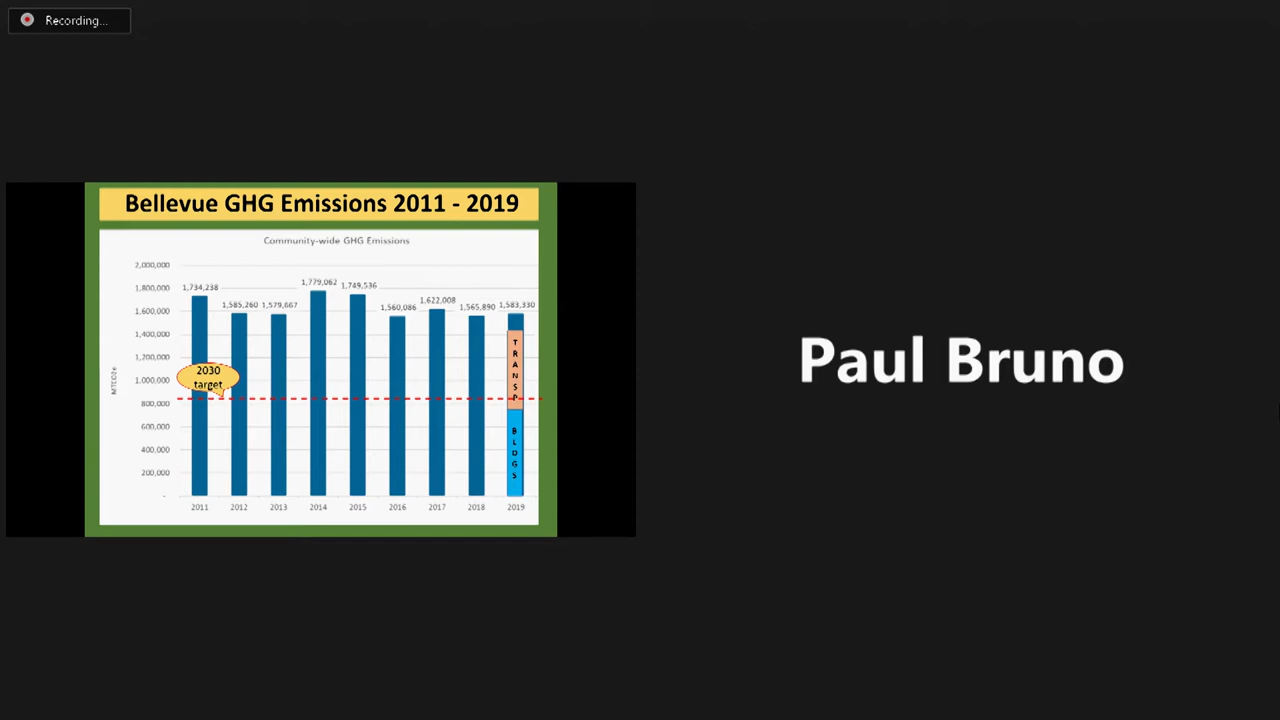 Recording...
Bellevue GHG Emissions 2011 - 2019
Community-wide GHG Emissions
2,000,000
1,800,000
1,600,000
1,400,000
1,200,000
1,000,000
800,000
600,000
400,000
200,000
-
MTCO2e
1,734,238
1,585,260
1,579,667
1,779,062
1,749,536
1,560,086
1,622,008
1,565,890
1,583,330
2030
target
TRANSP
BLDGS
2011 2012 2013 2014 2015 2016 2017 2018 2019
Paul Bruno